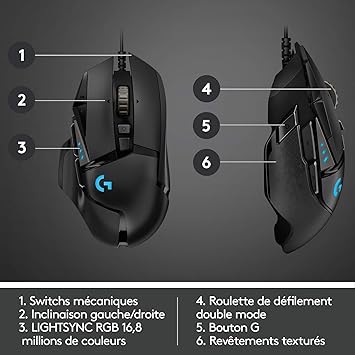 1
2
3
4
5
6
1. Switchs mécaniques
2. Inclinaison gauche/droite
3. LIGHTSYNC RGB 16,8
millions de couleurs
4. Roulette de défilement
double mode
5. Bouton G
6. Revêtements texturés